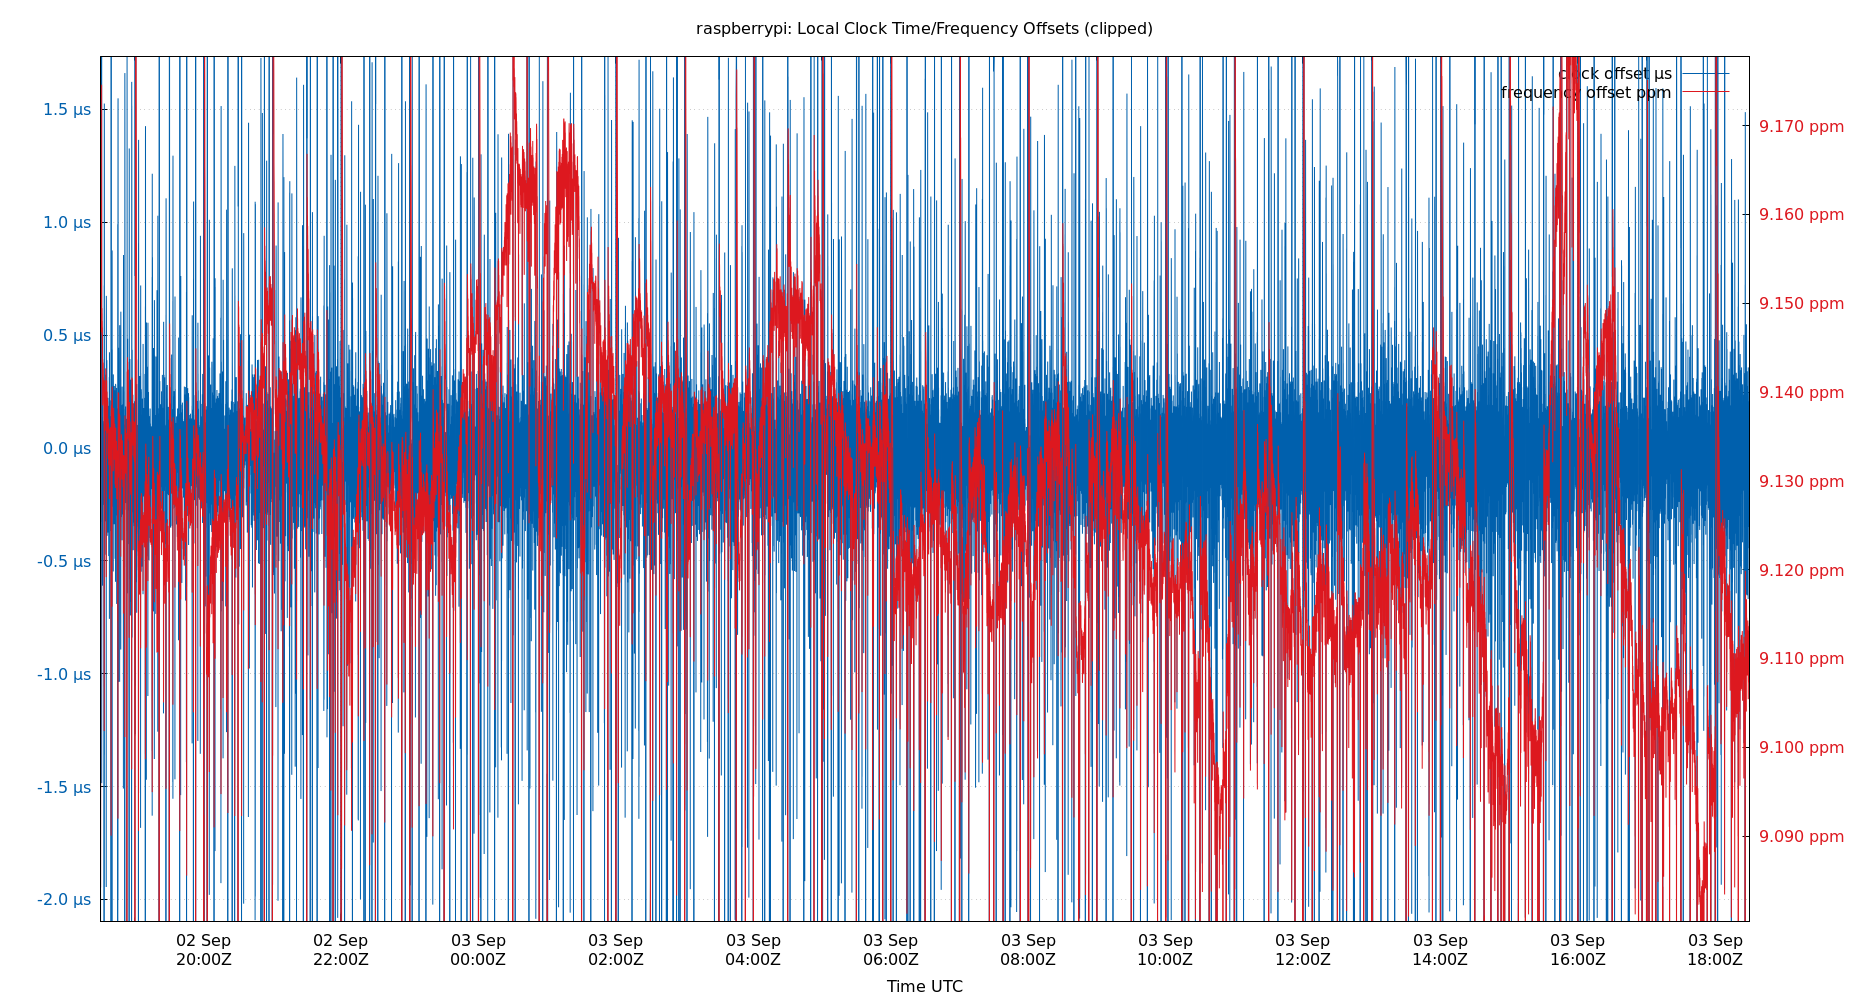 raspberrypi: Local Clock Time/Frequency Offsets (clipped)
clock offset µs
frequency offset ppm
1.5 µs
1.0 µs
0.5 µs
0.0 µs
-0.5 µs
-1.0 µs
-1.5 µs
-2.0 µs
9.170 ppm
9.160 ppm
9.150 ppm
9.140 ppm
9.130 ppm
9.120 ppm
9.110 ppm
9.100 ppm
9.090 ppm
02 Sep 02 Sep 03 Sep 03 Sep 03 Sep 03 Sep 03 Sep 03 Sep 03 Sep 03 Sep 03 Sep 03 Sep
20:00Z 22:00Z 00:00Z 02:00Z 04:00Z 06:00Z 08:00Z 10:00Z 12:00Z 14:00Z 16:00Z 18:00Z
Time UTC